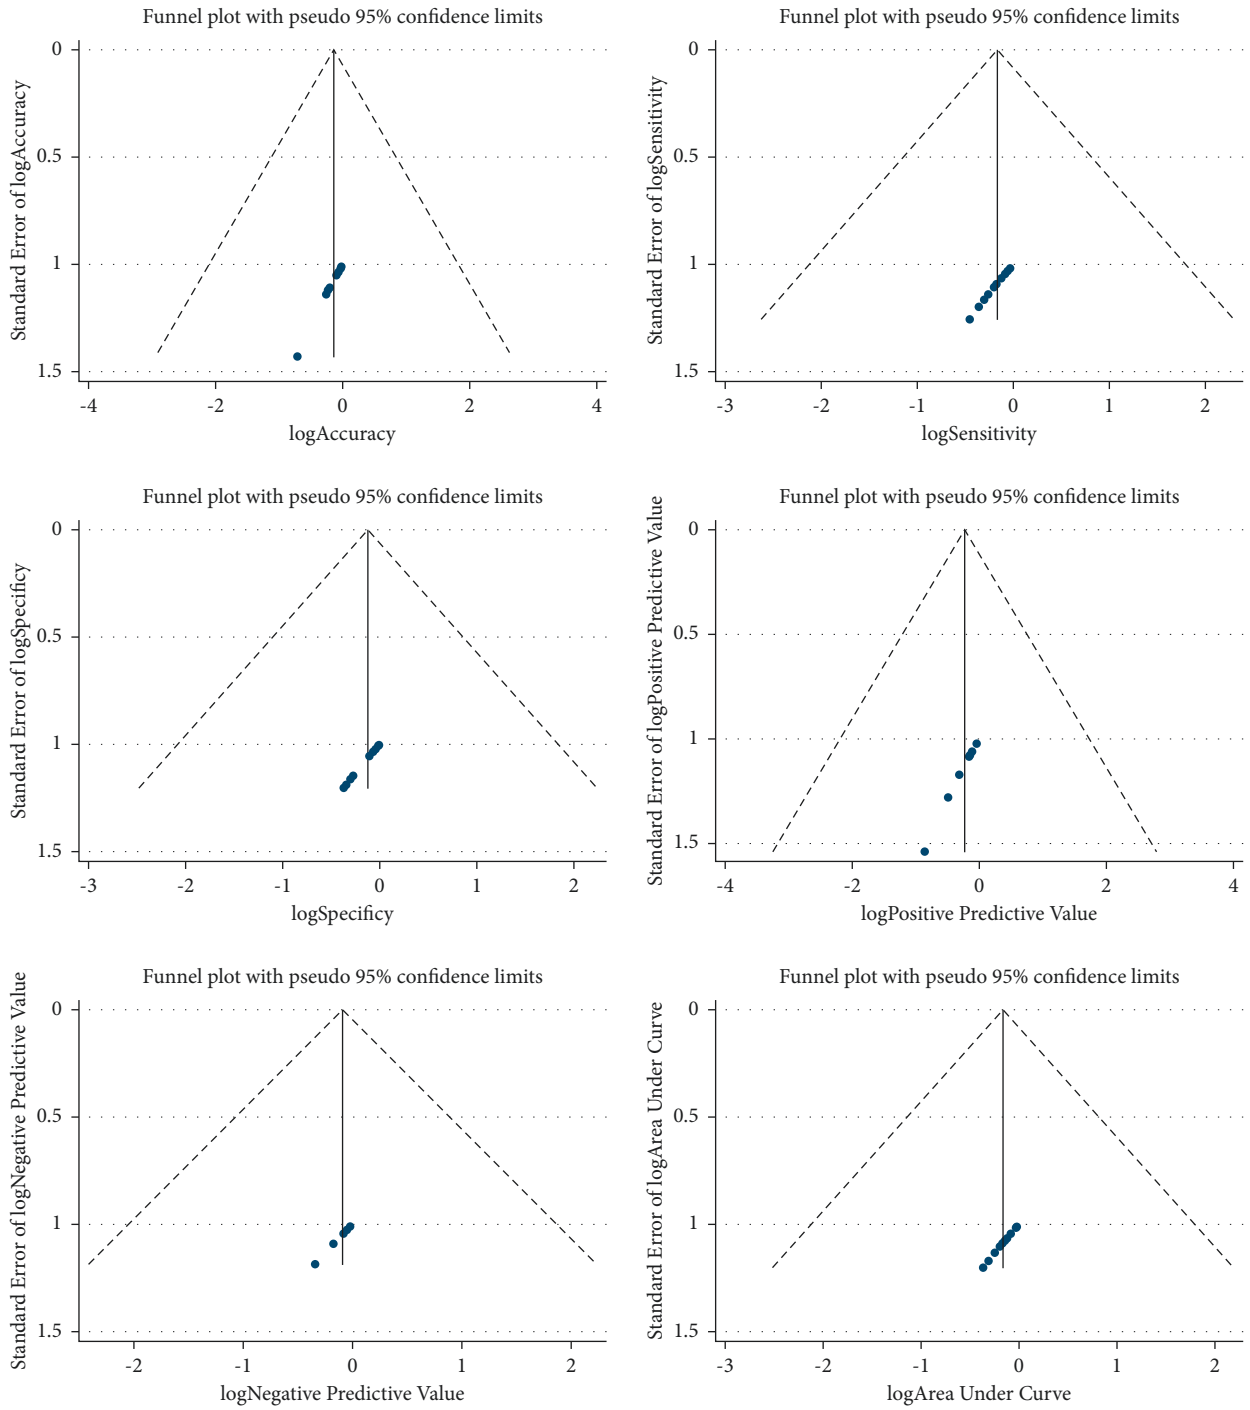 Funnel plot with pseudo 95% confidence limits
Standard Error of logAccuracy
0
0.5
1
1.5
-4 -2 0 2 4
logAccuracy
Funnel plot with pseudo 95% confidence limits
Standard Error of logSensitivity
0
0.5
1
1.5
-3 -2 -1 0 1 2
logSensitivity
Funnel plot with pseudo 95% confidence limits
Standard Error of logSpecificy
0
0.5
1
1.5
-3 -2 -1 0 1 2
logSpecificy
Funnel plot with pseudo 95% confidence limits
Standard Error of logPositive Predictive Value
0
0.5
1
1.5
-4 -2 0 2 4
logPositive Predictive Value
Funnel plot with pseudo 95% confidence limits
Standard Error of logNegative Predictive Value
0
0.5
1
1.5
-2 -1 0 1 2
logNegative Predictive Value
Funnel plot with pseudo 95% confidence limits
Standard Error of logArea Under Curve
0
0.5
1
1.5
-3 -2 -1 0 1 2
logArea Under Curve